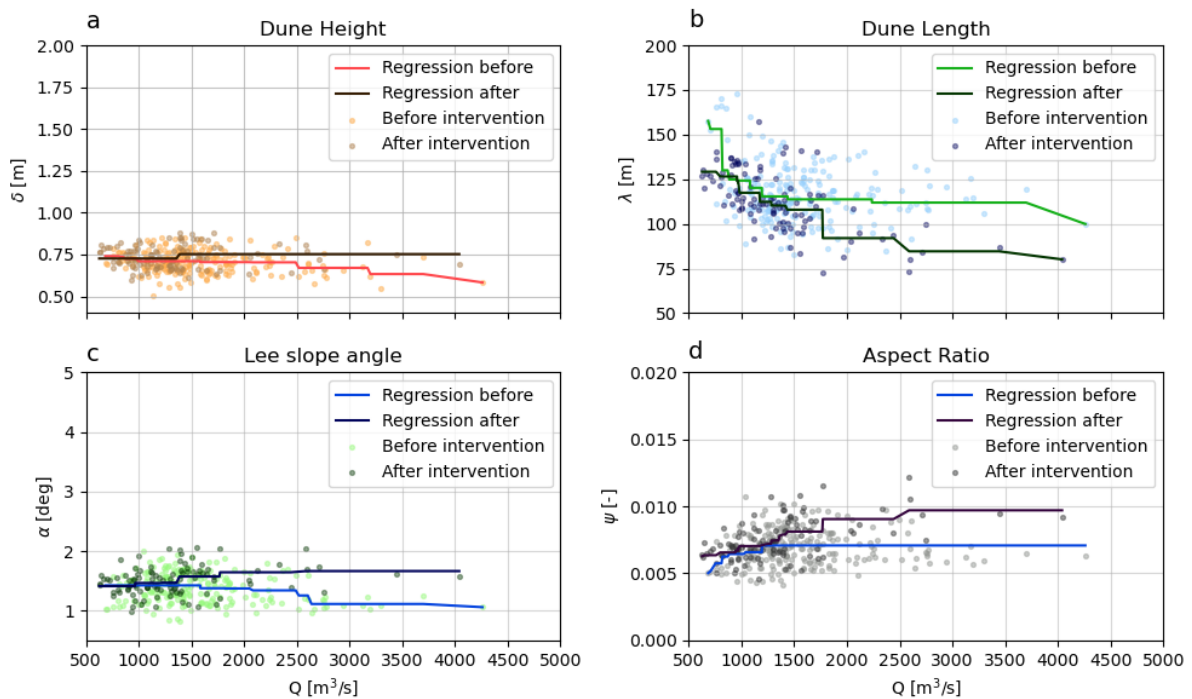 a
Dune Height
2.00
1.75
1.50
1.25
1.00
0.75
0.50
δ [m]
Regression before
Regression after
Before intervention
After intervention
b
Dune Length
200
175
150
125
100
75
50
λ [m]
Regression before
Regression after
Before intervention
After intervention
c
Lee slope angle
5
4
3
2
1
α [deg]
Regression before
Regression after
Before intervention
After intervention
500 1000 1500 2000 2500 3000 3500 4000 4500 5000
Q [m³/s]
d
Aspect Ratio
0.020
0.015
0.010
0.005
0.000
ψ [-]
Regression before
Regression after
Before intervention
After intervention
500 1000 1500 2000 2500 3000 3500 4000 4500 5000
Q [m³/s]